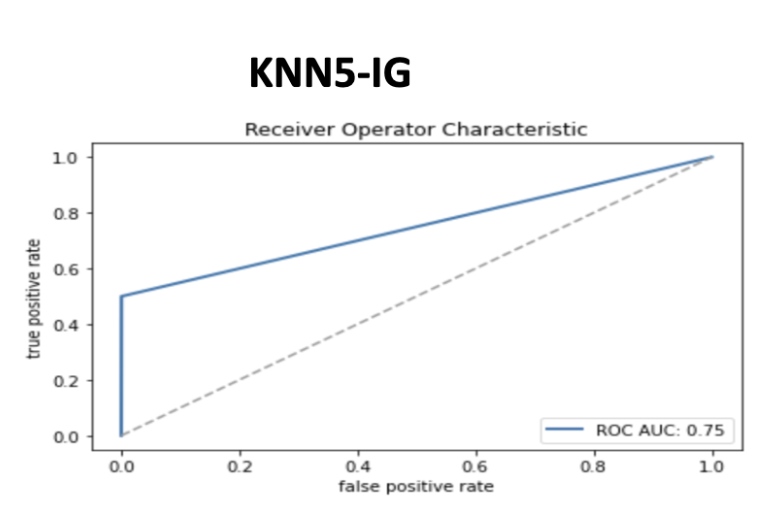 KNN5-IG
Receiver Operator Characteristic
true positive rate
1.0
0.8
0.6
0.4
0.2
0.0
ROC AUC: 0.75
0.0 0.2 0.4 0.6 0.8 1.0
false positive rate